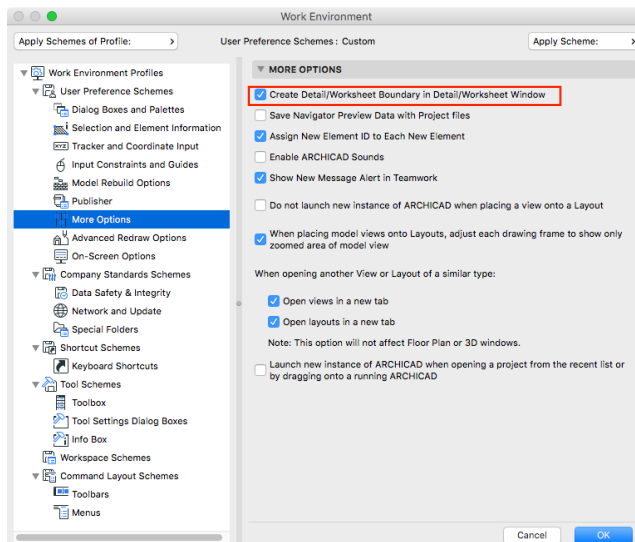 Work Environment
Apply Schemes of Profile:
User Preference Schemes : Custom
Apply Scheme:
Work Environment Profiles
User Preference Schemes
Dialog Boxes and Palettes
Selection and Element Information
Tracker and Coordinate Input
Input Constraints and Guides
Model Rebuild Options
Publisher
More Options
Advanced Redraw Options
On-Screen Options
Company Standards Schemes
Data Safety & Integrity
Network and Update
Special Folders
Shortcut Schemes
Keyboard Shortcuts
Tool Schemes
Toolbox
Tool Settings Dialog Boxes
Info Box
Workspace Schemes
Command Layout Schemes
Toolbars
Menus
MORE OPTIONS
Create Detail/Worksheet Boundary in Detail/Worksheet Window
Save Navigator Preview Data with Project files
Assign New Element ID to Each New Element
Enable ARCHICAD Sounds
Show New Message Alert in Teamwork
Do not launch new instance of ARCHICAD when placing a view onto a Layout
When placing model views onto Layouts, adjust each drawing frame to show only
zoomed area of model view
When opening another View or Layout of a similar type:
Open views in a new tab
Open layouts in a new tab
Note: This option will not affect Floor Plan or 3D windows.
Launch new instance of ARCHICAD when opening a project from the recent list or
by dragging onto a running ARCHICAD
Cancel
OK